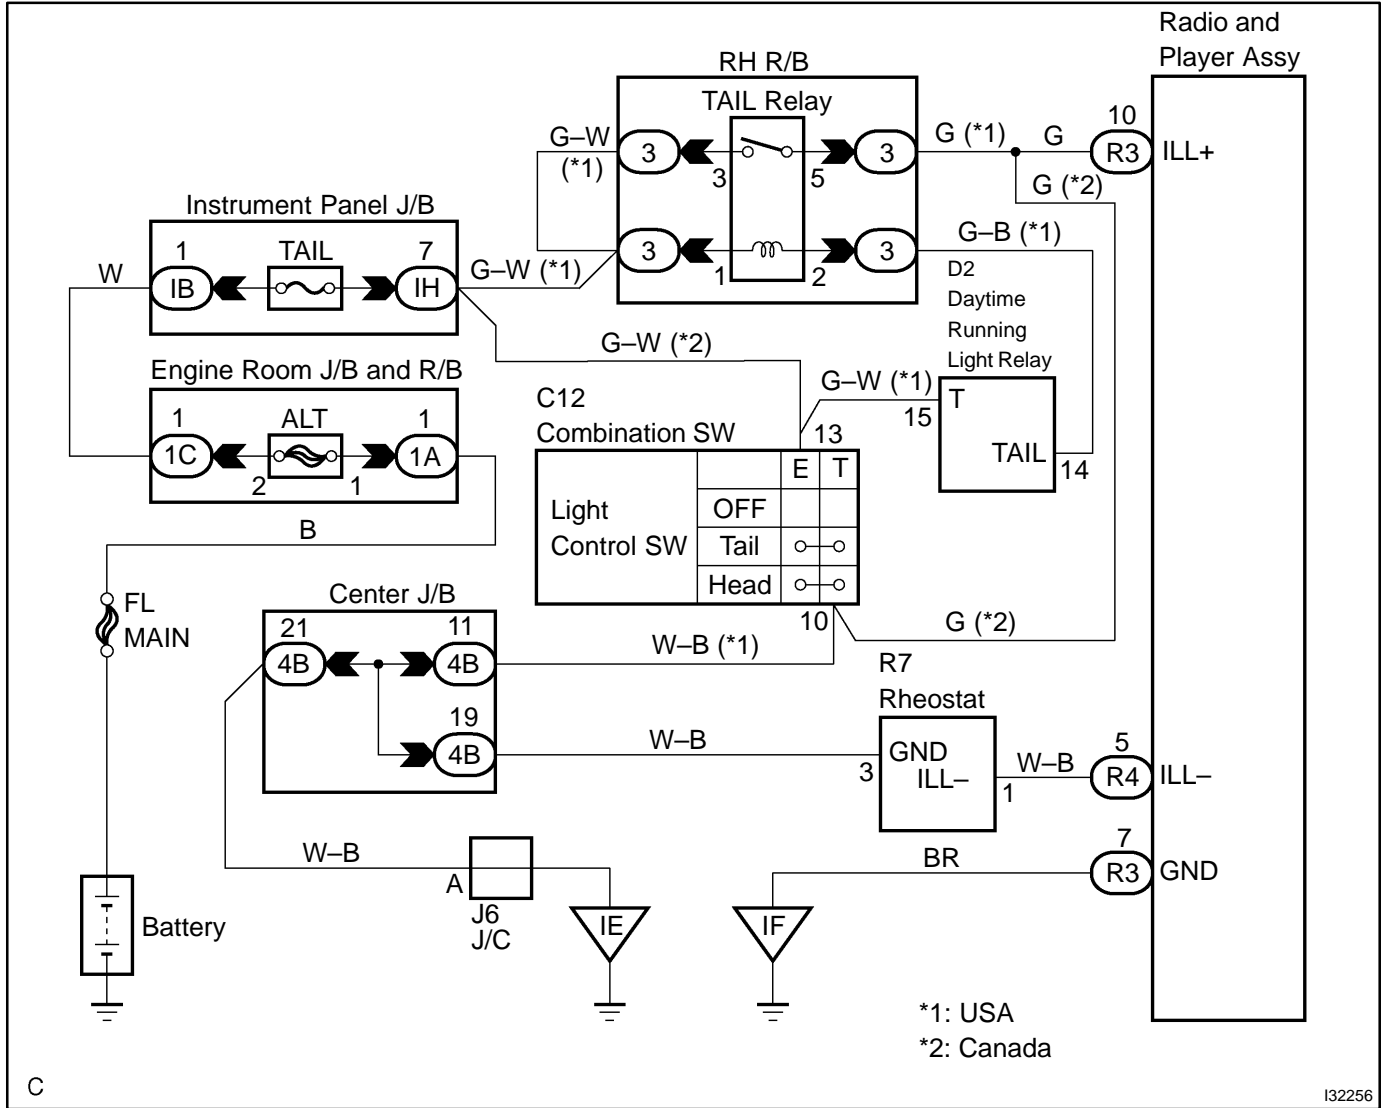 Radio and
Player Assy
RH R/B
TAIL Relay
G–W
(*1)
3
3
3
5
G (*1)
G
10
R3
ILL+
G (*2)
Instrument Panel J/B
1
TAIL
7
W
IB
IH
G–W (*1)
3
1
2
3
G–B (*1)
D2
Daytime
Running
Light Relay
G–W (*2)
Engine Room J/B and R/B
1
ALT
1
1C
2
1
1A
C12
Combination SW
13
G–W (*1)
15
T
TAIL
14
E
T
Light
Control SW
OFF
Tail
Head
10
B
FL
MAIN
Center J/B
21
11
4B
4B
W–B (*1)
G (*2)
19
4B
W–B
R7
Rheostat
GND
3
ILL–
1
W–B
5
R4
ILL–
W–B
A
J6
J/C
IE
BR
IF
7
R3
GND
Battery
*1: USA
*2: Canada
C
I32256